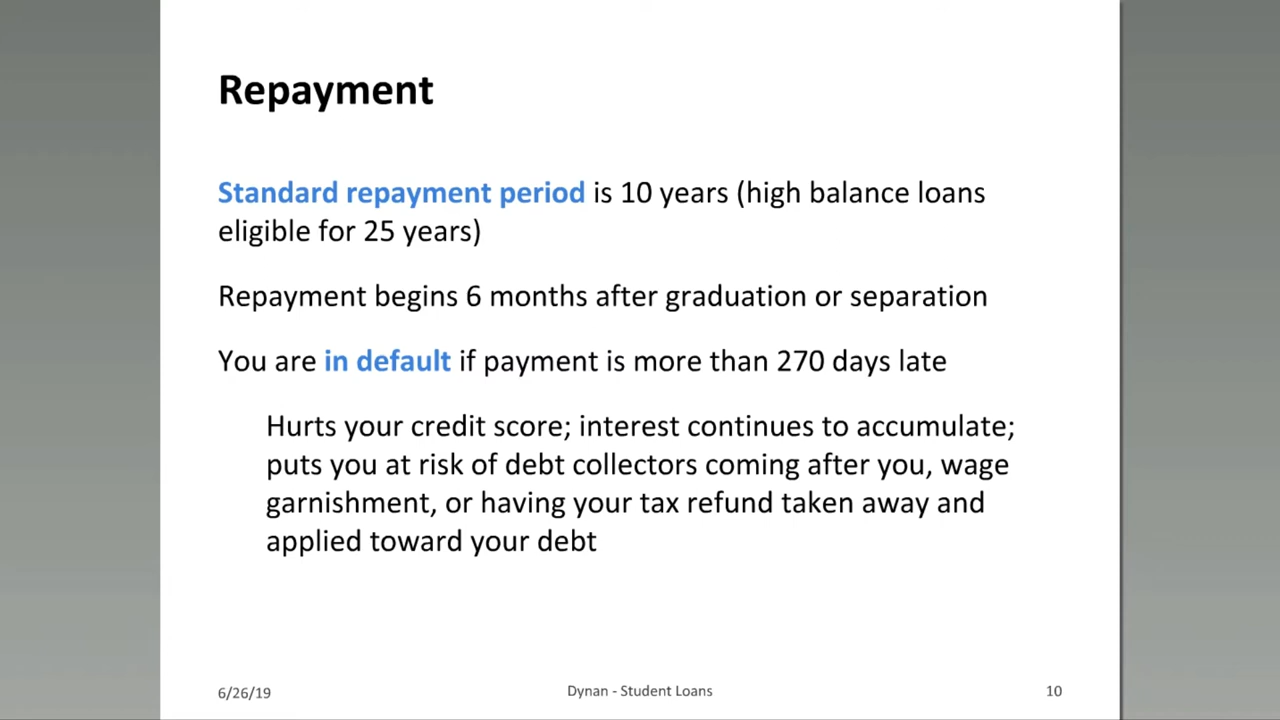 Repayment
Standard repayment period is 10 years (high balance loans
eligible for 25 years)
Repayment begins 6 months after graduation or separation
You are in default if payment is more than 270 days late
Hurts your credit score; interest continues to accumulate;
puts you at risk of debt collectors coming after you, wage
garnishment, or having your tax refund taken away and
applied toward your debt
6/26/19
Dynan - Student Loans
10